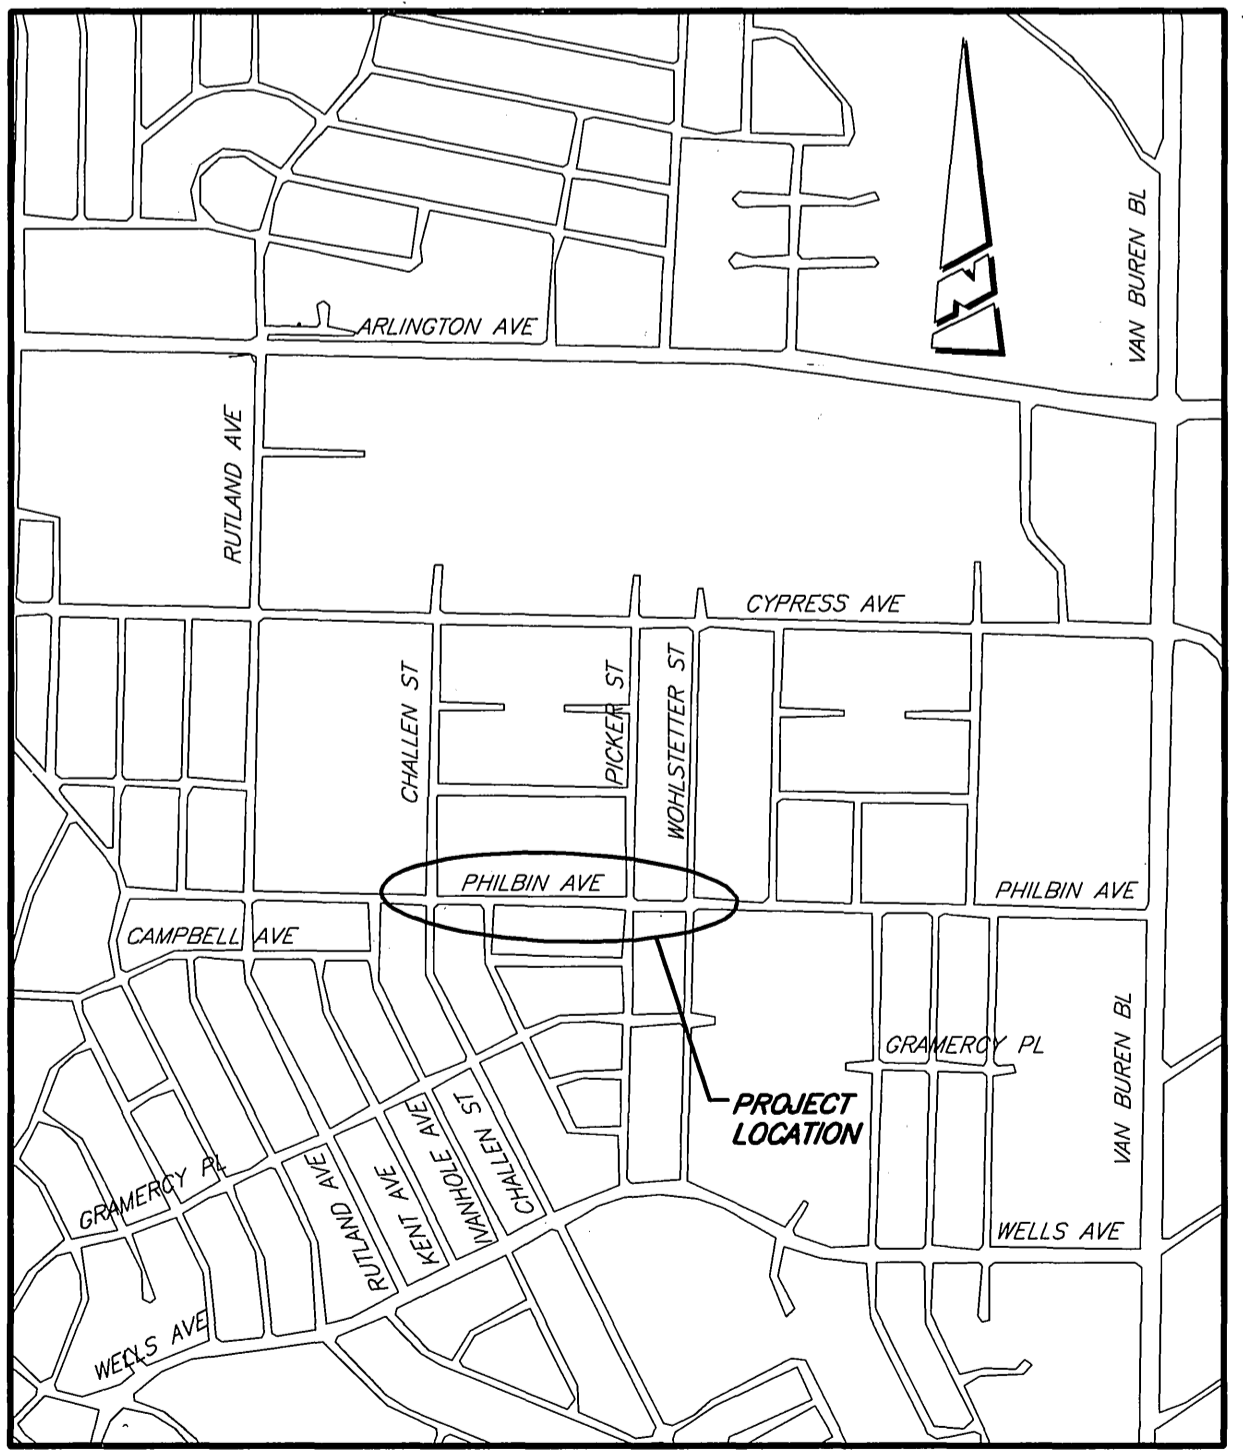 VAN BUREN BL
N
ARLINGTON AVE
RUTLAND AVE
CYPRESS AVE
CHALLEN ST
PICKER ST
WOHLSTETTER ST
PHILBIN AVE
PHILBIN AVE
CAMPBELL AVE
GRAMERCY PL
VAN BUREN BL
PROJECT
LOCATION
GRAMERCY PL
RUTLAND AVE
KENT AVE
IVANHOLE AVE
CHALLEN ST
WELLS AVE
WELLS AVE